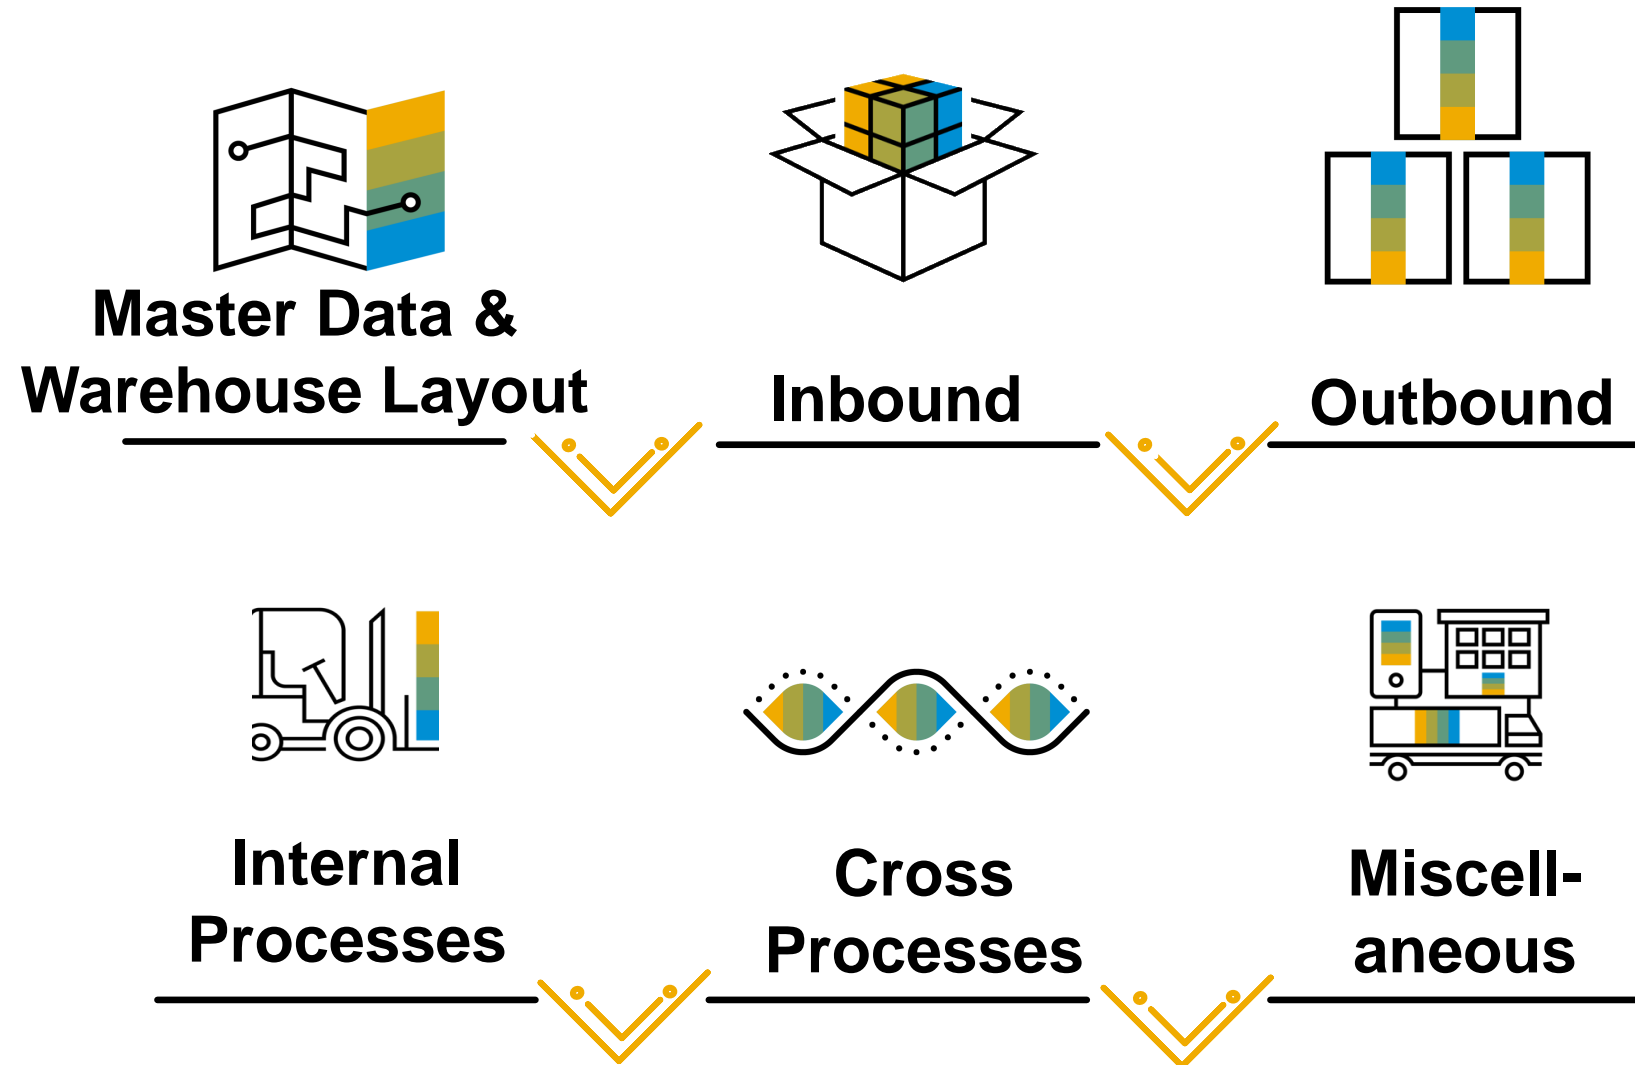 Master Data &
Warehouse Layout
Inbound
Outbound
Internal
Processes
Cross
Processes
Miscell-
aneous